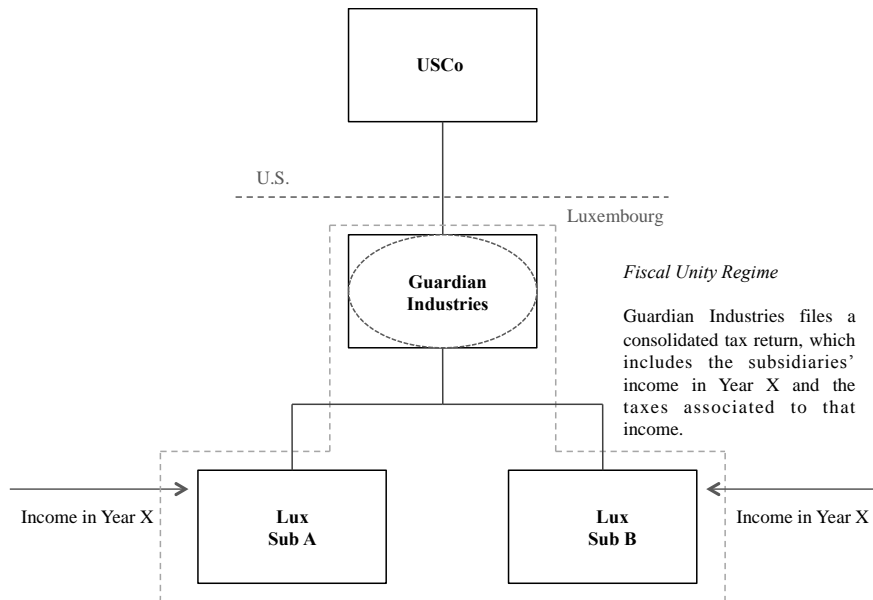 USCo
U.S.
Luxembourg
Guardian
Industries
Fiscal Unity Regime
Guardian Industries files a
consolidated tax return, which
includes the subsidiaries’
income in Year X and the
taxes associated to that
income.
Income in Year X
Lux
Sub A
Lux
Sub B
Income in Year X